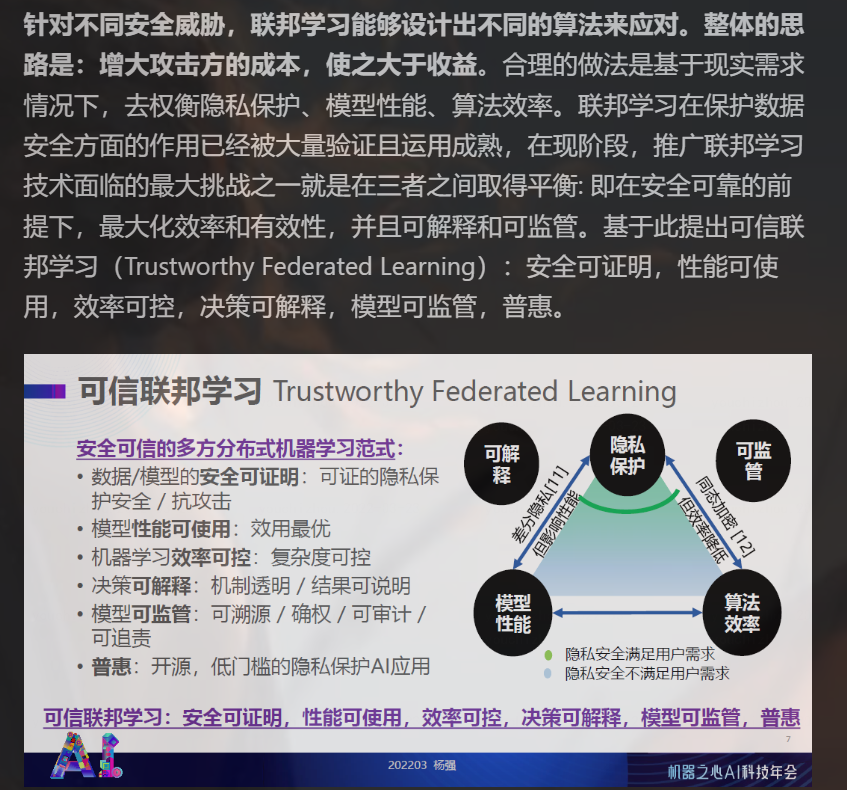 针对不同安全威胁，联邦学习能够设计出不同的算法来应对。整体的思
路是：增大攻击方的成本，使之大于收益。合理的做法是基于现实需求
情况下，去权衡隐私保护、模型性能、算法效率。联邦学习在保护数据
安全方面的作用已经被大量验证且运用成熟，在现阶段，推广联邦学习
技术面临的最大挑战之一就是在三者之间取得平衡: 即在安全可靠的前
提下，最大化效率和有效性，并且可解释和可监管。基于此提出可信联
邦学习（Trustworthy Federated Learning）：安全可证明，性能可使
用，效率可控，决策可解释，模型可监管，普惠。
可信联邦学习 Trustworthy Federated Learning
安全可信的多方分布式机器学习范式：
• 数据/模型的安全可证明：可证的隐私保
护安全 / 抗攻击
• 模型性能可使用：效用最优
• 机器学习效率可控：复杂度可控
• 决策可解释：机制透明 / 结果可说明
• 模型可监管：可溯源 / 确权 / 可审计 /
可追责
• 普惠：开源，低门槛的隐私保护AI应用
可解
释
隐私
保护
可监
管
差分隐私[11]
但影响性能
同态加密 [12]
但效率降低
模型
性能
算法
效率
隐私安全满足用户需求
隐私安全不满足用户需求
可信联邦学习：安全可证明，性能可使用，效率可控，决策可解释，模型可监管，普惠
7
AI
202203 杨强
机器之心AI科技年会